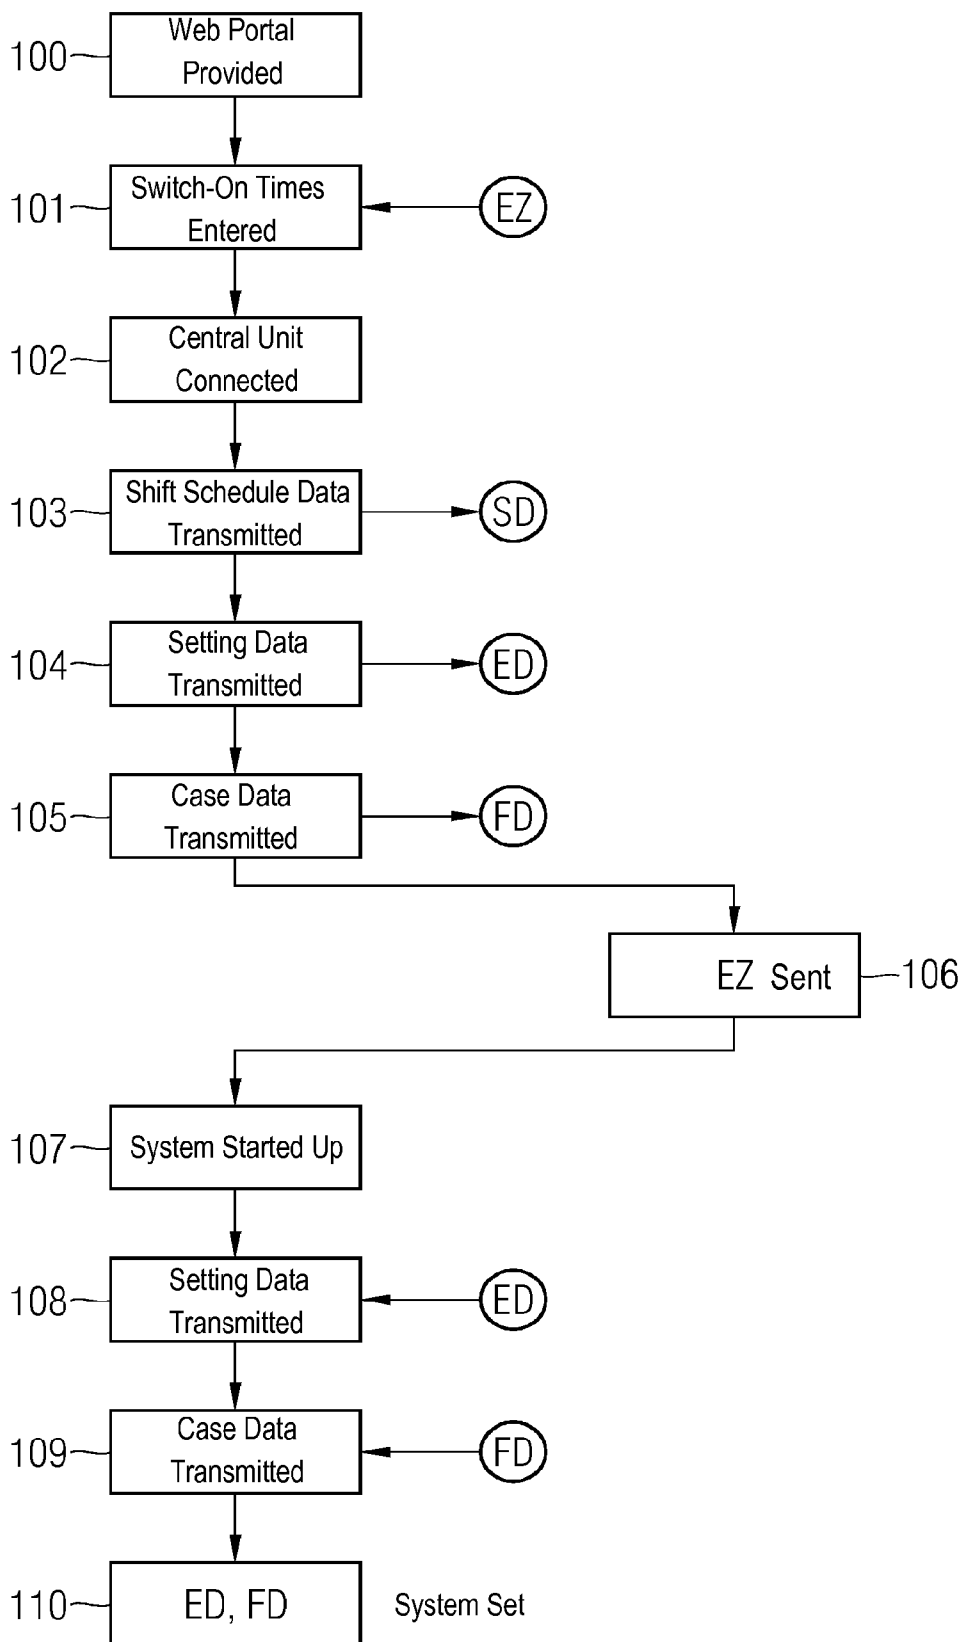 Web Portal
Provided
100
Switch-On Times
Entered
101
EZ
Central Unit
Connected
102
Shift Schedule Data
Transmitted
103
SD
Setting Data
Transmitted
104
ED
Case Data
Transmitted
105
FD
EZ Sent
106
System Started Up
107
Setting Data
Transmitted
108
ED
Case Data
Transmitted
109
FD
110
ED, FD
System Set